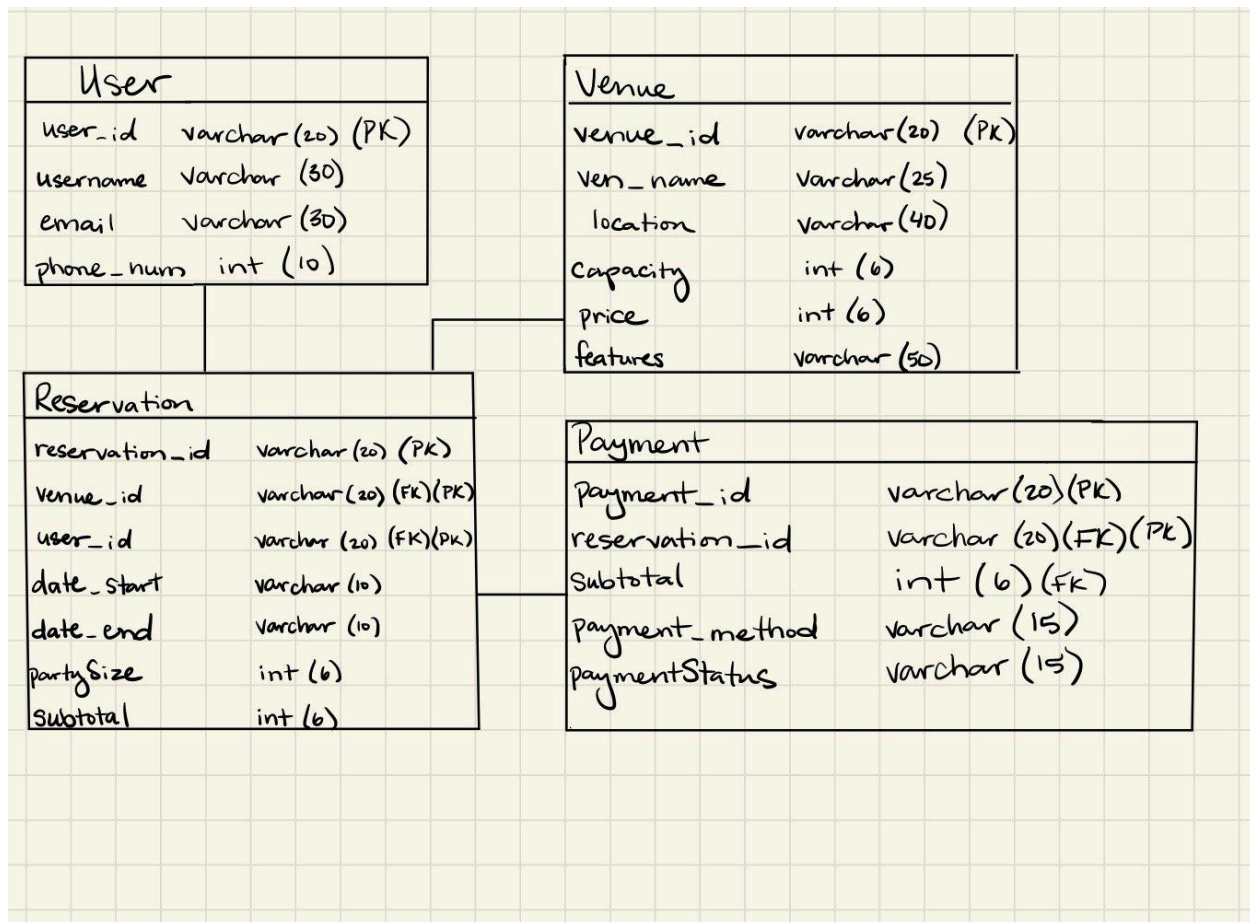 User
user_id varchar (20) (PK)
username varchar (30)
email varchar (30)
phone_num int (10)
Venue
venue_id varchar (20) (PK)
ven_name varchar (25)
location varchar (40)
capacity int (6)
price int (6)
features varchar (50)
Reservation
reservation_id varchar (20) (PK)
venue_id varchar (20) (FK)(PK)
user_id varchar (20) (FK)(PK)
date_start varchar (10)
date_end varchar (10)
partySize int (6)
subtotal int (6)
Payment
payment_id varchar (20) (PK)
reservation_id varchar (20) (FK) (PK)
subtotal int (6) (FK)
payment_method varchar (15)
paymentStatus varchar (15)